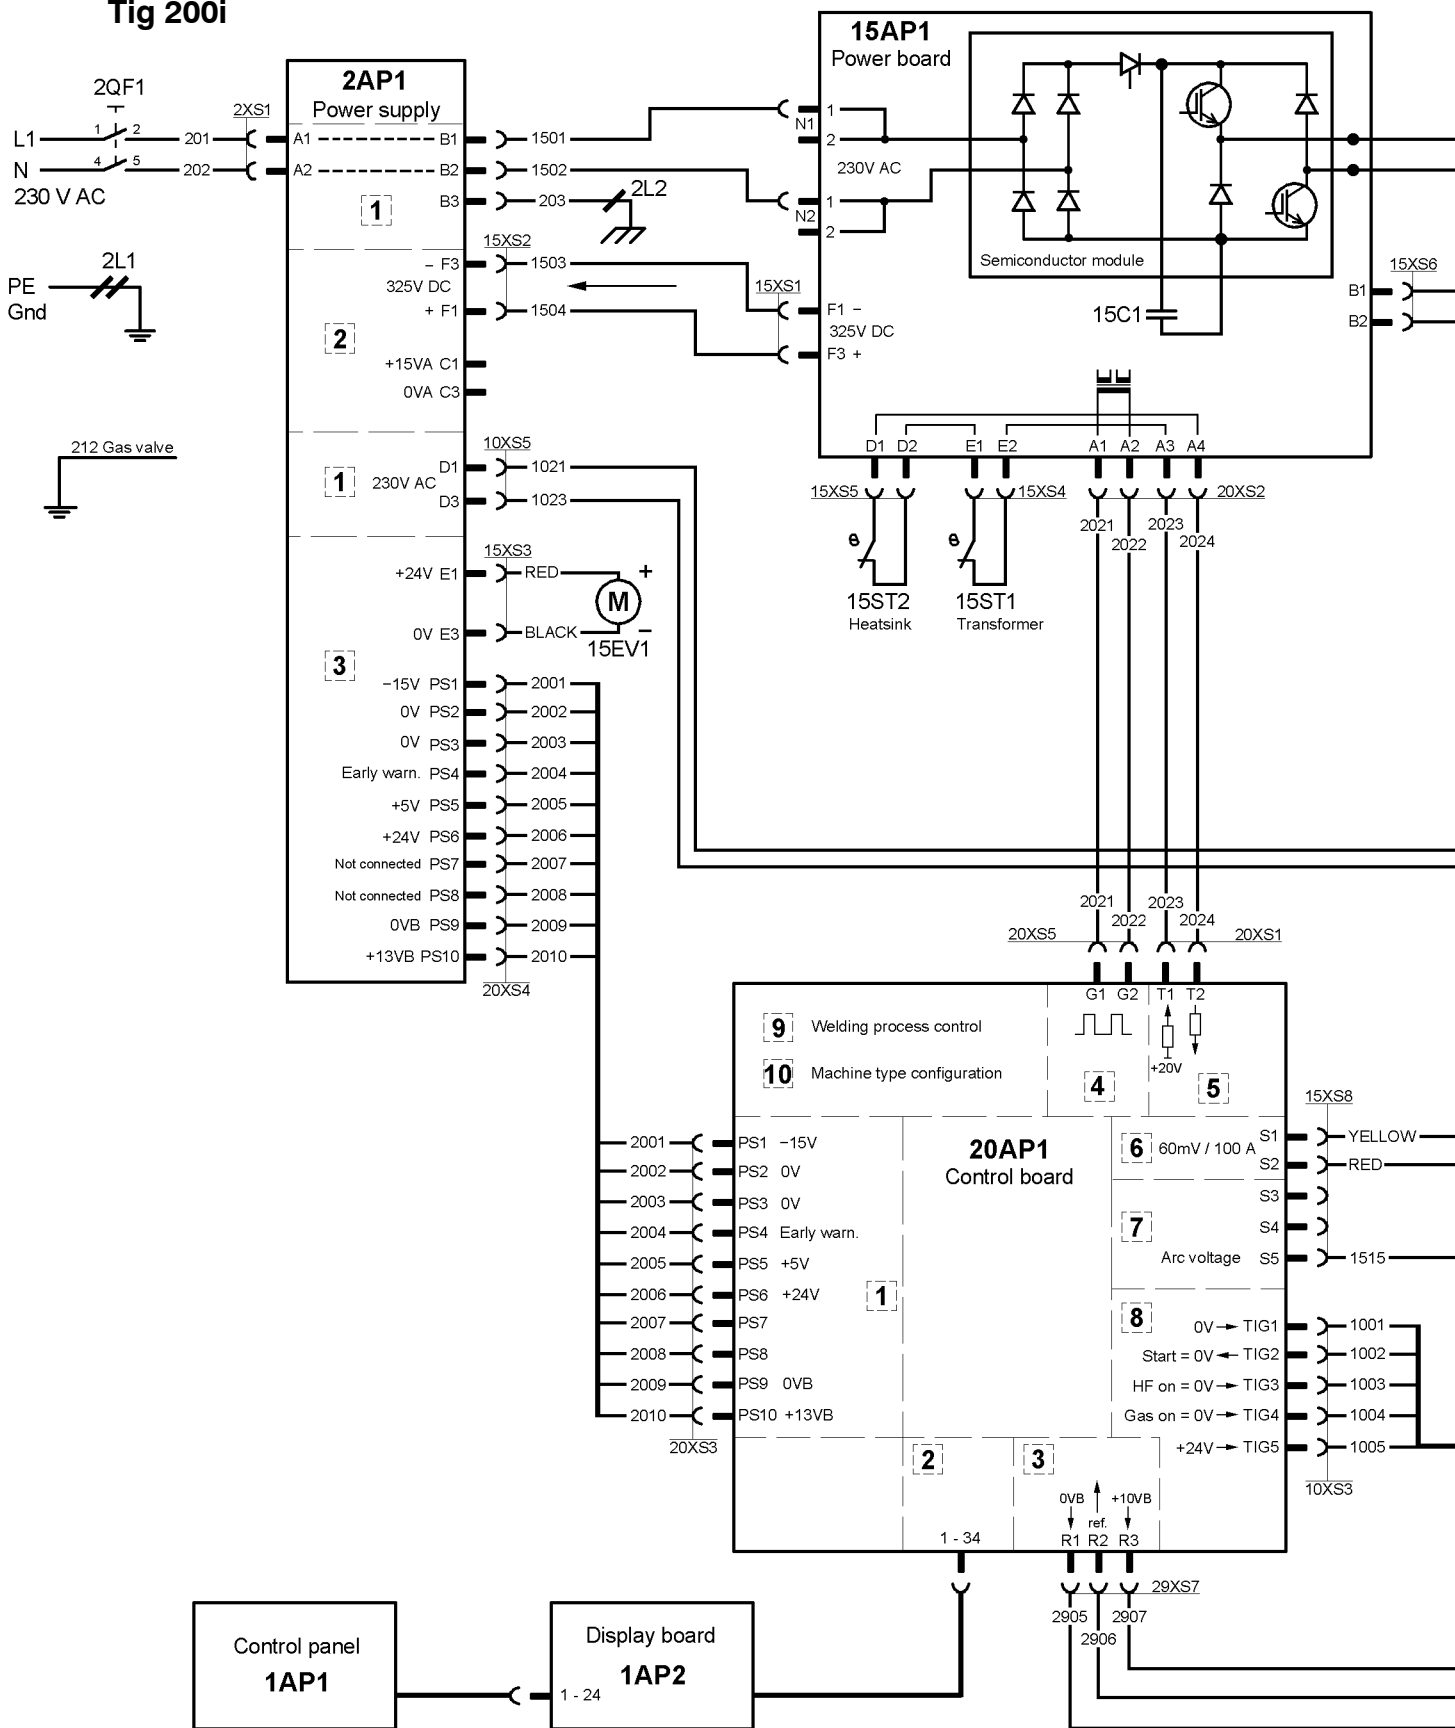 Tig 200i
2QF1
1 2
L1
201
4 5
N
202
230 V AC
2XS1
2L1
PE
Gnd
212 Gas valve
2AP1
Power supply
A1
B1
1501
A2
B2
1502
1
B3
203
2L2
15XS2
– F3
1503
325V DC
+ F1
1504
2
+15VA C1
0VA C3
10XS5
D1
1021
1
230V AC
D3
1023
15XS3
+24V E1
RED
+
M
0V E3
BLACK
–
15EV1
3
–15V PS1
2001
0V PS2
2002
0V PS3
2003
Early warn. PS4
2004
+5V PS5
2005
+24V PS6
2006
Not connected PS7
2007
Not connected PS8
2008
0VB PS9
2009
+13VB PS10
2010
20XS4
15AP1
Power board
1
N1
2
230V AC
1
N2
2
Semiconductor module
15XS1
F1 –
325V DC
F3 +
15C1
15XS6
B1
B2
D1 D2 E1 E2 A1 A2 A3 A4
15XS5
15XS4
20XS2
2021
2022
2023
2024
θ
θ
15ST2
Heatsink
15ST1
Transformer
2021
2022
2023
2024
20XS5
20XS1
G1 G2 T1 T2
9 Welding process control
10 Machine type configuration
+20V
4
5
15XS8
20AP1
Control board
2001
PS1 –15V
2002
PS2 0V
2003
PS3 0V
2004
PS4 Early warn.
2005
PS5 +5V
2006
PS6 +24V
1
2007
PS7
2008
PS8
2009
PS9 0VB
2010
PS10 +13VB
20XS3
6 60mV / 100 A
S1
YELLOW
S2
RED
S3
7
S4
Arc voltage S5
1515
8
0V TIG1
1001
Start = 0V TIG2
1002
HF on = 0V TIG3
1003
Gas on = 0V TIG4
1004
+24V TIG5
1005
10XS3
2
3
0VB
ref.
+10VB
1 - 34
R1 R2 R3
29XS7
2905
2906
2907
Control panel
1AP1
Display board
1AP2
1 - 24